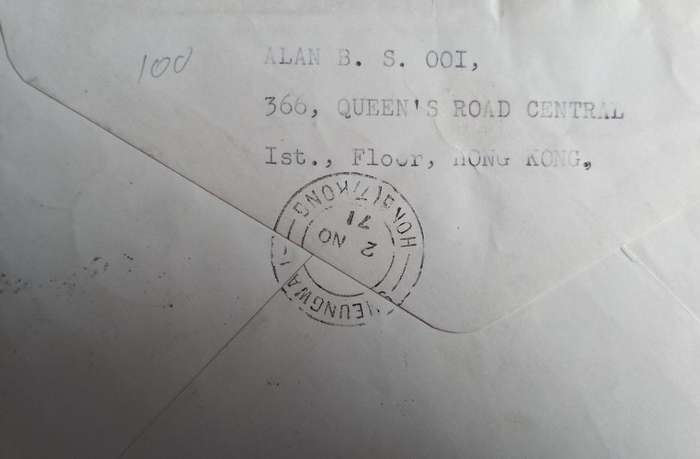 100
ALAN B. S. OOI,
366, QUEEN'S ROAD CENTRAL
Ist., Floor, HONG KONG.
2 NO
71
HONG KONG